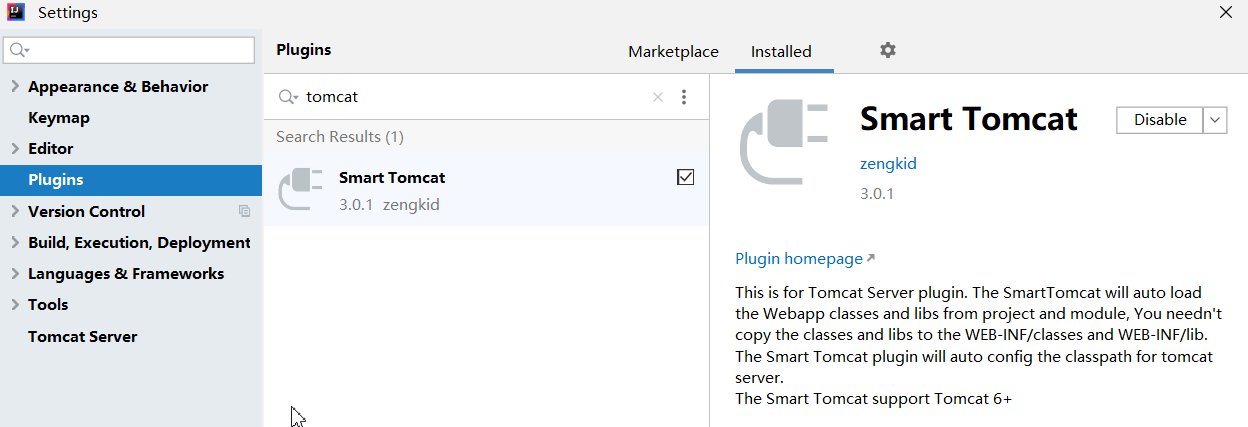 Settings
Plugins
Marketplace
Installed
Appearance & Behavior
Keymap
Editor
Plugins
Version Control
Build, Execution, Deployment
Languages & Frameworks
Tools
Tomcat Server
tomcat
Search Results (1)
Smart Tomcat
3.0.1 zengkid
Smart Tomcat
Disable
zengkid
3.0.1
Plugin homepage
This is for Tomcat Server plugin. The SmartTomcat will auto load
the Webapp classes and libs from project and module, You needn't
copy the classes and libs to the WEB-INF/classes and WEB-INF/lib.
The Smart Tomcat plugin will auto config the classpath for tomcat
server.
The Smart Tomcat support Tomcat 6+